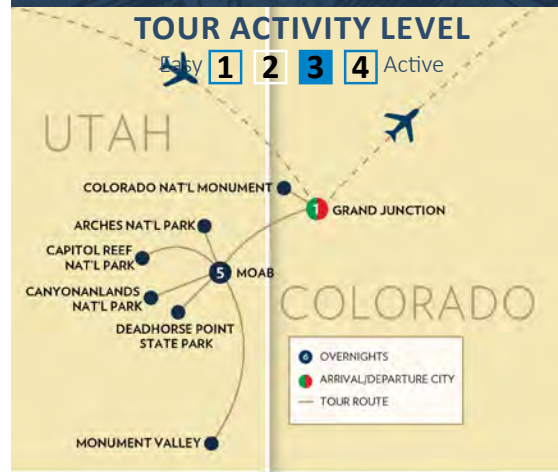 TOUR ACTIVITY LEVEL
Easy 1 2 3 4 Active
UTAH
COLORADO NAT'L MONUMENT
1 GRAND JUNCTION
ARCHES NAT'L PARK
CAPITOL REEF
NAT'L PARK
5 MOAB
CANYONANLANDS
NAT'L PARK
COLORADO
DEADHORSE POINT
STATE PARK
6 OVERNIGHTS
ARRIVAL/DEPARTURE CITY
TOUR ROUTE
MONUMENT VALLEY